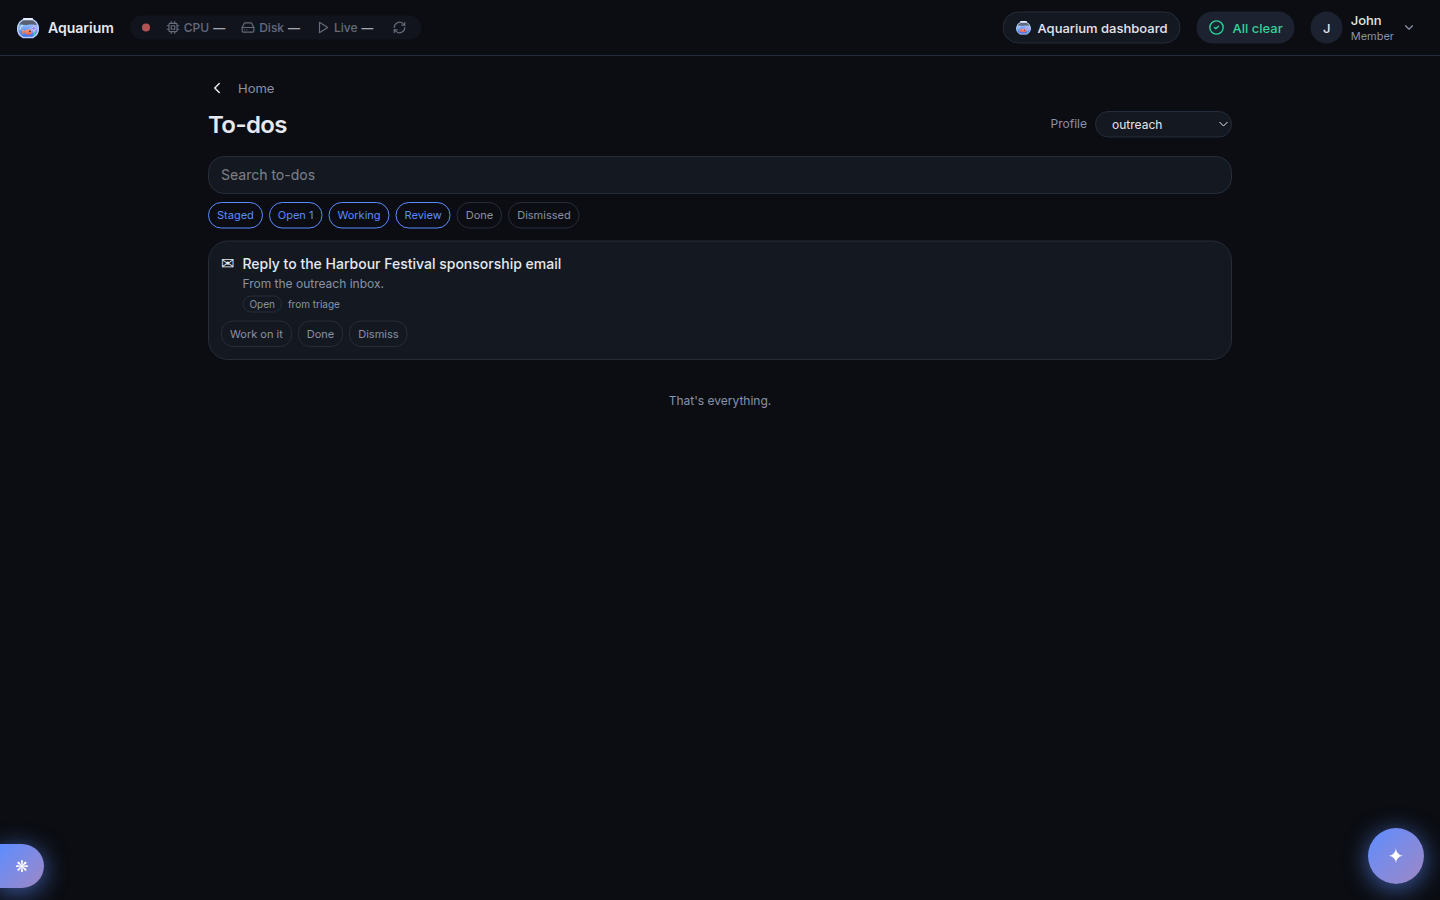 Aquarium
CPU —
Disk —
Live —
Aquarium dashboard
All clear
J
John
Member
Home
To-dos
Profile
outreach
Search to-dos
Staged
Open 1
Working
Review
Done
Dismissed
Reply to the Harbour Festival sponsorship email
From the outreach inbox.
Open
from triage
Work on it
Done
Dismiss
That's everything.